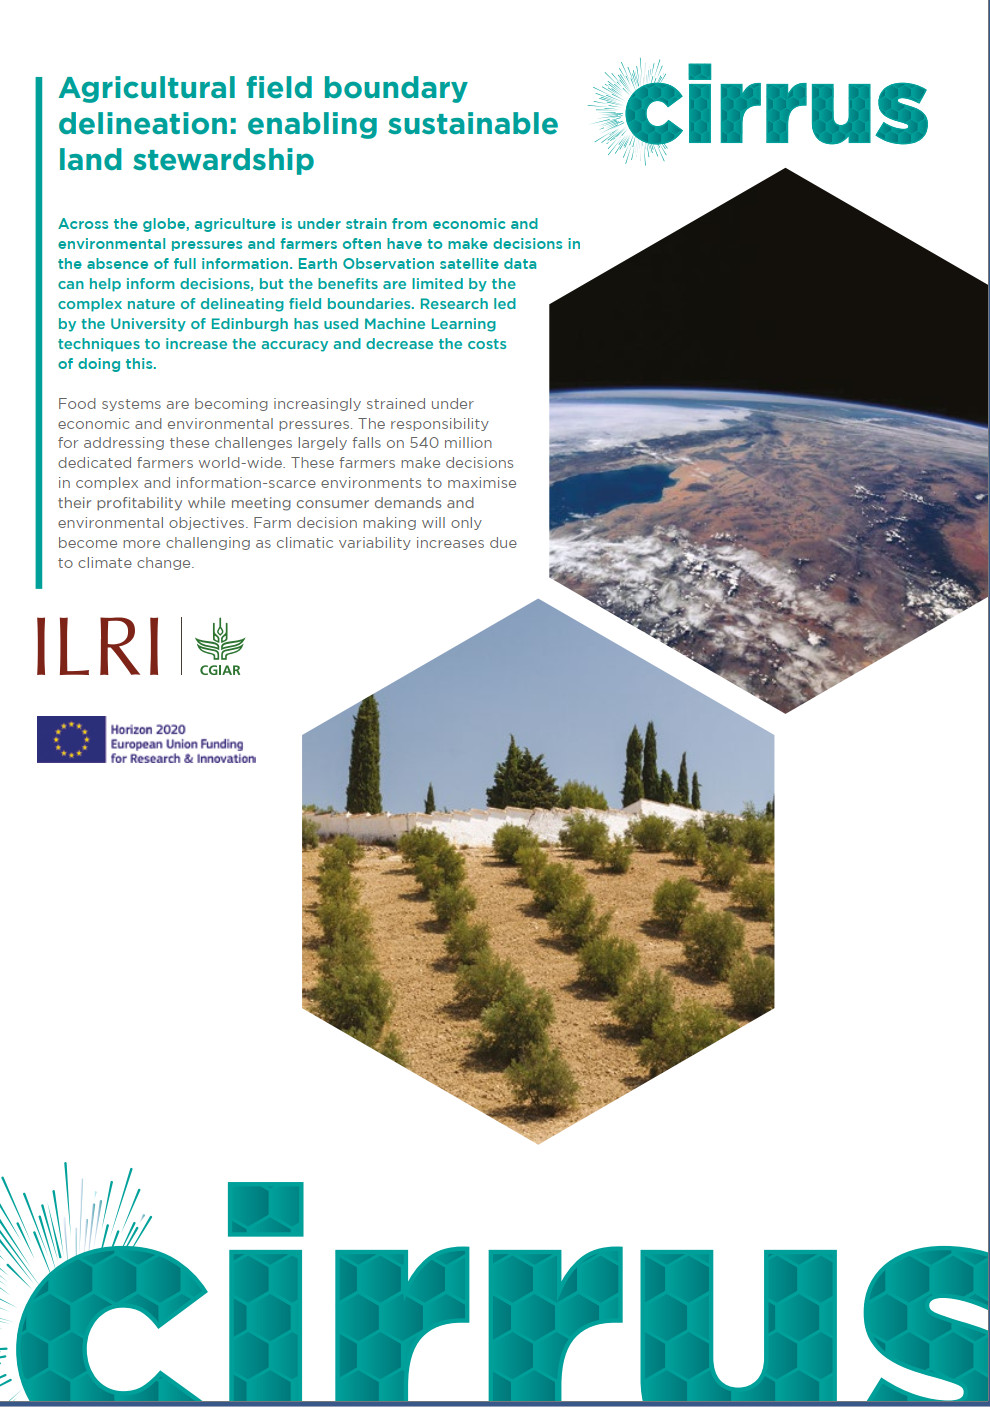 Agricultural field boundary
delineation: enabling sustainable
land stewardship
cirrus
Across the globe, agriculture is under strain from economic and
environmental pressures and farmers often have to make decisions in
the absence of full information. Earth Observation satellite data
can help inform decisions, but the benefits are limited by the
complex nature of delineating field boundaries. Research led
by the University of Edinburgh has used Machine Learning
techniques to increase the accuracy and decrease the costs
of doing this.
Food systems are becoming increasingly strained under
economic and environmental pressures. The responsibility
for addressing these challenges largely falls on 540 million
dedicated farmers world-wide. These farmers make decisions
in complex and information-scarce environments to maximise
their profitability while meeting consumer demands and
environmental objectives. Farm decision making will only
become more challenging as climatic variability increases due
to climate change.
ILRI
CGIAR
Horizon 2020
European Union Funding
for Research & Innovation
cirrus